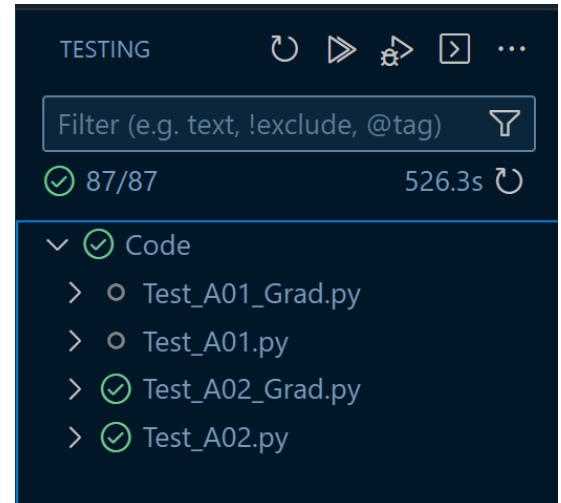 TESTING
Filter (e.g. text, !exclude, @tag)
87/87 526.3s
Code
Test_A01_Grad.py
Test_A01.py
Test_A02_Grad.py
Test_A02.py